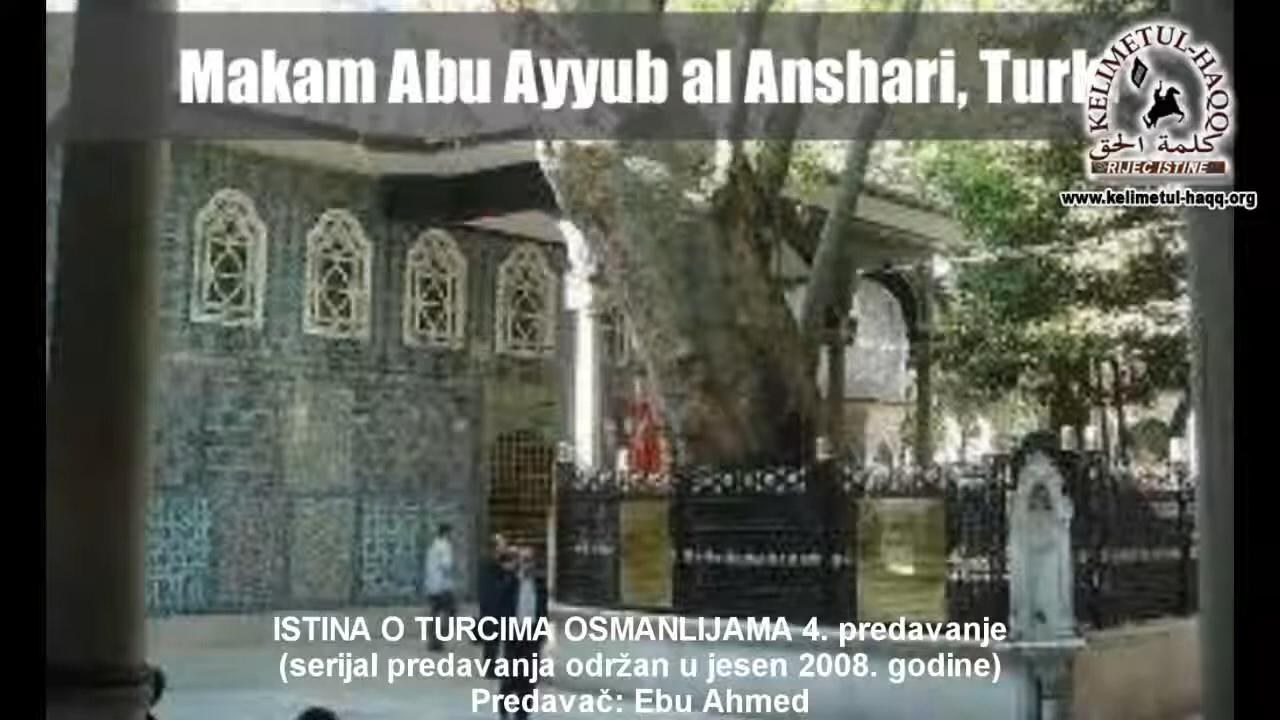 Makam Abu Ayyub al Anshari, Turk
KELIMETUL-HAQQ
كلمة الحق
RIJEC ISTINE
www.kelimetul-haqq.org
ISTINA O TURCIMA OSMANLIJAMA 4. predavanje
(serijal predavanja održan u jesen 2008. godine)
Predavač: Ebu Ahmed